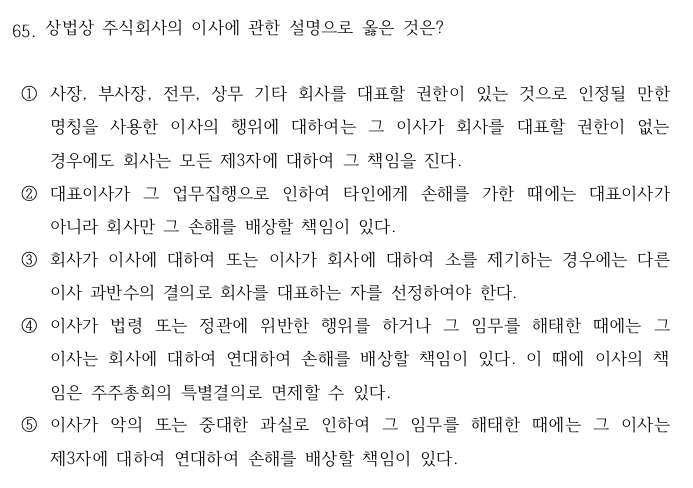 65. 상법상 주식회사의 이사에 관한 설명으로 옳은 것은?
① 사장, 부사장, 전무, 상무 기타 회사를 대표할 권한이 있는 것으로 인정될 만한
명칭을 사용한 이사의 행위에 대하여는 그 이사가 회사를 대표할 권한이 없는
경우에도 회사는 모든 제3자에 대하여 그 책임을 진다.
② 대표이사가 그 업무집행으로 인하여 타인에게 손해를 가한 때에는 대표이사가
아니라 회사만 그 손해를 배상할 책임이 있다.
③ 회사가 이사에 대하여 또는 이사가 회사에 대하여 소를 제기하는 경우에는 다른
이사 과반수의 결의로 회사를 대표하는 자를 선정하여야 한다.
④ 이사가 법령 또는 정관에 위반한 행위를 하거나 그 임무를 해태한 때에는 그
이사는 회사에 대하여 연대하여 손해를 배상할 책임이 있다. 이 때에 이사의 책
임은 주주총회의 특별결의로 면제할 수 있다.
⑤ 이사가 악의 또는 중대한 과실로 인하여 그 임무를 해태한 때에는 그 이사는
제3자에 대하여 연대하여 손해를 배상할 책임이 있다.